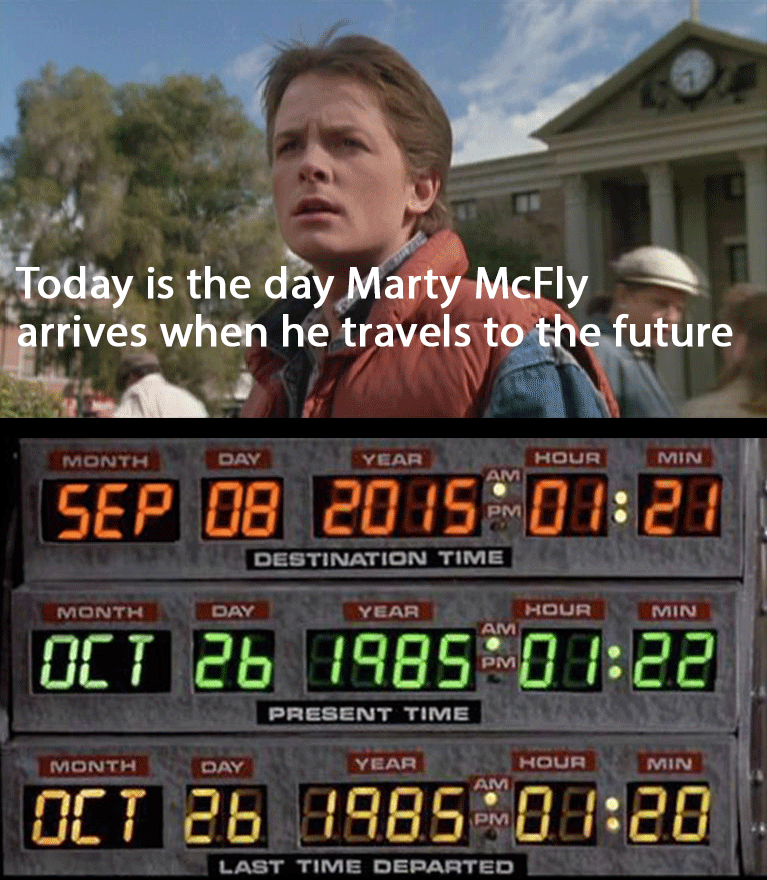 Today is the day Marty McFly
arrives when he travels to the future
MONTH DAY YEAR HOUR MIN
AM
SEP 08 2015 PM 01:21
DESTINATION TIME
MONTH DAY YEAR HOUR MIN
AM
OCT 26 1985 PM 01:22
PRESENT TIME
MONTH DAY YEAR HOUR MIN
AM
OCT 26 1985 PM 01:20
LAST TIME DEPARTED